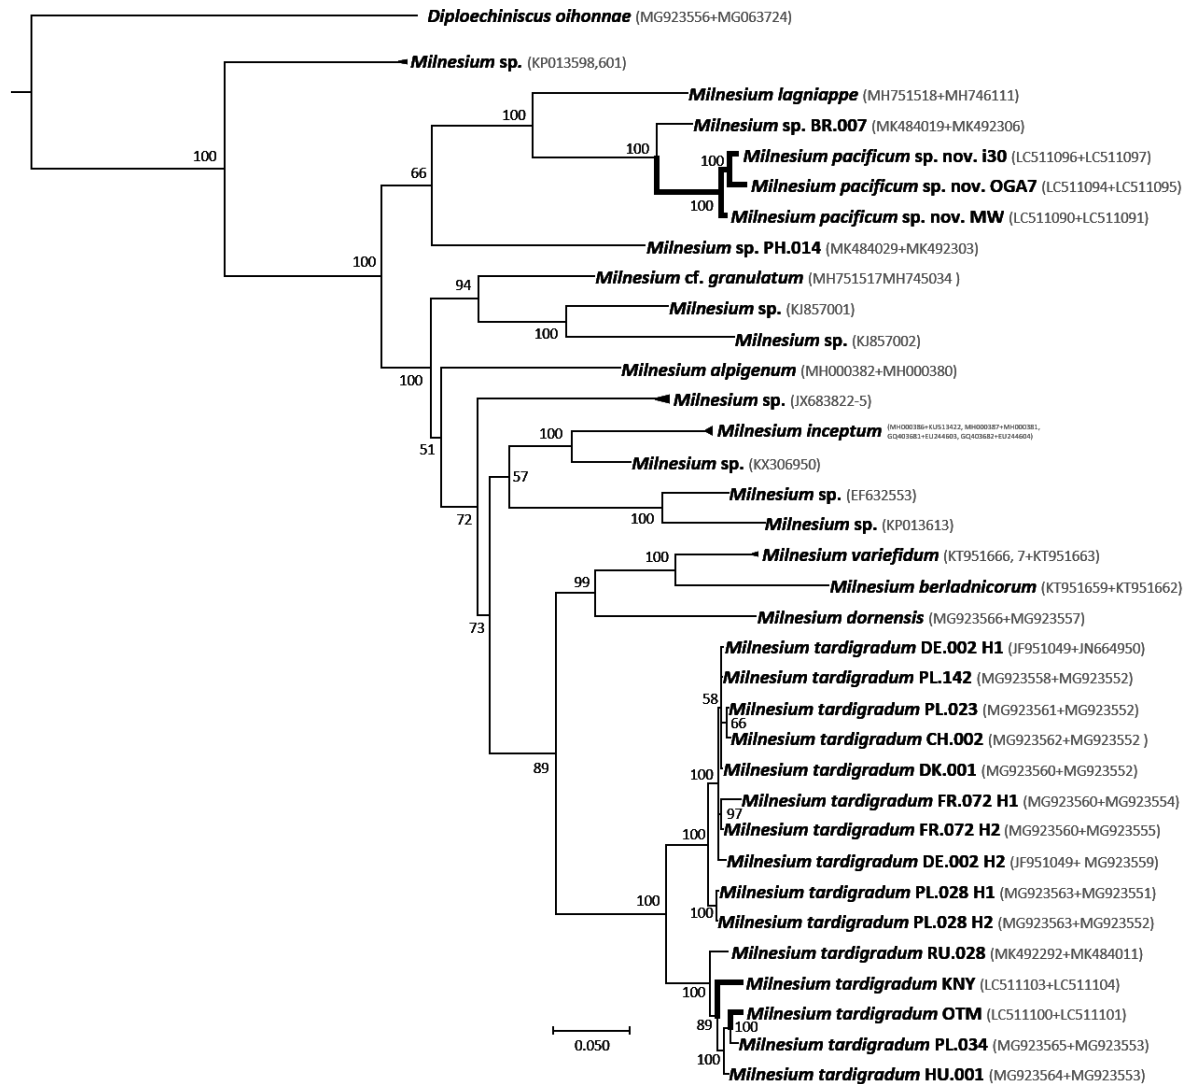 Diploechiniscus oihonnae (MG923556+MG063724)
Milnesium sp. (KP013598,601)
Milnesium lagniappe (MH751518+MH746111)
100
Milnesium sp. BR.007 (MK484019+MK492306)
100
100
Milnesium pacificum sp. nov. i30 (LC511096+LC511097)
100
66
Milnesium pacificum sp. nov. OGA7 (LC511094+LC511095)
100
Milnesium pacificum sp. nov. MW (LC511090+LC511091)
Milnesium sp. PH.014 (MK484029+MK492303)
100
Milnesium cf. granulatum (MH751517MH745034 )
94
Milnesium sp. (KJ857001)
100
Milnesium sp. (KJ857002)
Milnesium alpigenum (MH000382+MH000380)
100
Milnesium sp. (JX683822-5)
Milnesium inceptum (MH000386+KU513422, MH000387+MH000381,
GQ403681+EU244603, GQ403682+EU244604)
100
51
Milnesium sp. (KX306950)
57
Milnesium sp. (EF632553)
72
100
Milnesium sp. (KP013613)
100
Milnesium variefidum (KT951666, 7+KT951663)
99
Milnesium berladnicorum (KT951659+KT951662)
Milnesium dornensis (MG923566+MG923557)
73
Milnesium tardigradum DE.002 H1 (JF951049+JN664950)
Milnesium tardigradum PL.142 (MG923558+MG923552)
58
Milnesium tardigradum PL.023 (MG923561+MG923552)
66
Milnesium tardigradum CH.002 (MG923562+MG923552 )
89
Milnesium tardigradum DK.001 (MG923560+MG923552)
100
Milnesium tardigradum FR.072 H1 (MG923560+MG923554)
97
100
Milnesium tardigradum FR.072 H2 (MG923560+MG923555)
Milnesium tardigradum DE.002 H2 (JF951049+ MG923559)
Milnesium tardigradum PL.028 H1 (MG923563+MG923551)
100
100
Milnesium tardigradum PL.028 H2 (MG923563+MG923552)
Milnesium tardigradum RU.028 (MK492292+MK484011)
100
Milnesium tardigradum KNY (LC511103+LC511104)
Milnesium tardigradum OTM (LC511100+LC511101)
89
100
0.050
Milnesium tardigradum PL.034 (MG923565+MG923553)
100
Milnesium tardigradum HU.001 (MG923564+MG923553)